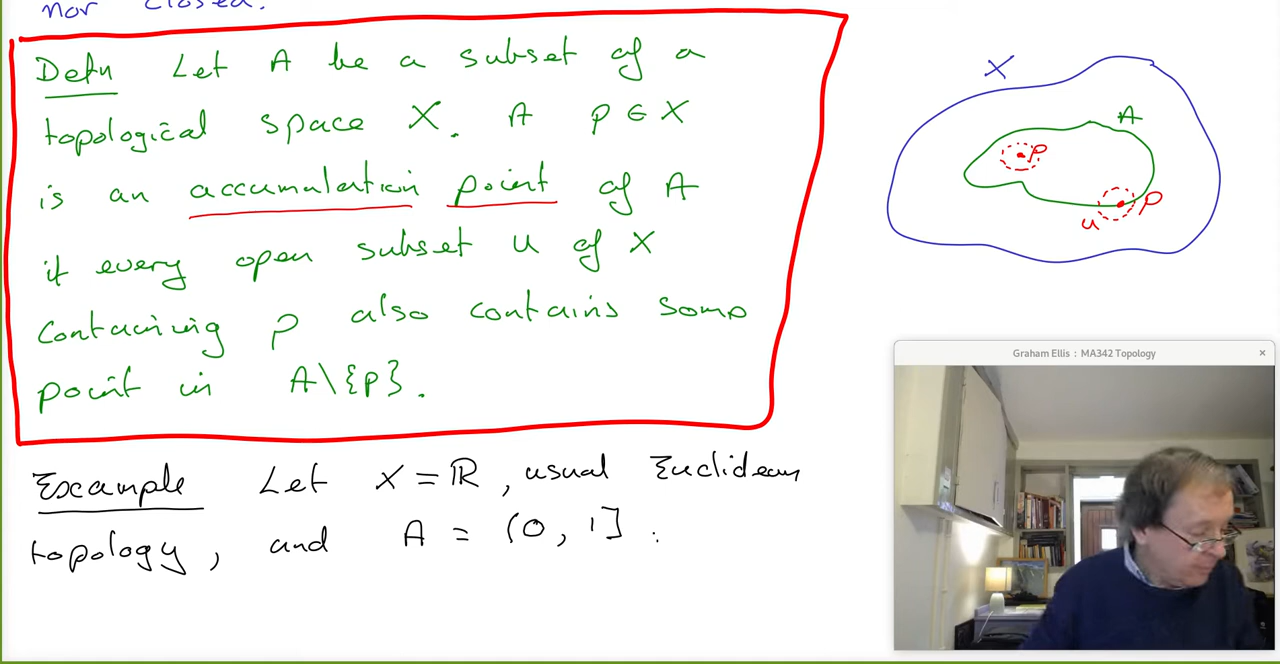 nor closed.
Defn Let A be a subset of a
topological space X. A p ∈ X
is an accumulation point of A
if every open subset U of X
containing p also contains some
point in A\{p}.
X
A
p
p
u
Graham Ellis : MA342 Topology
Example Let X = ℝ, usual Euclidean
topology, and A = (0, 1].